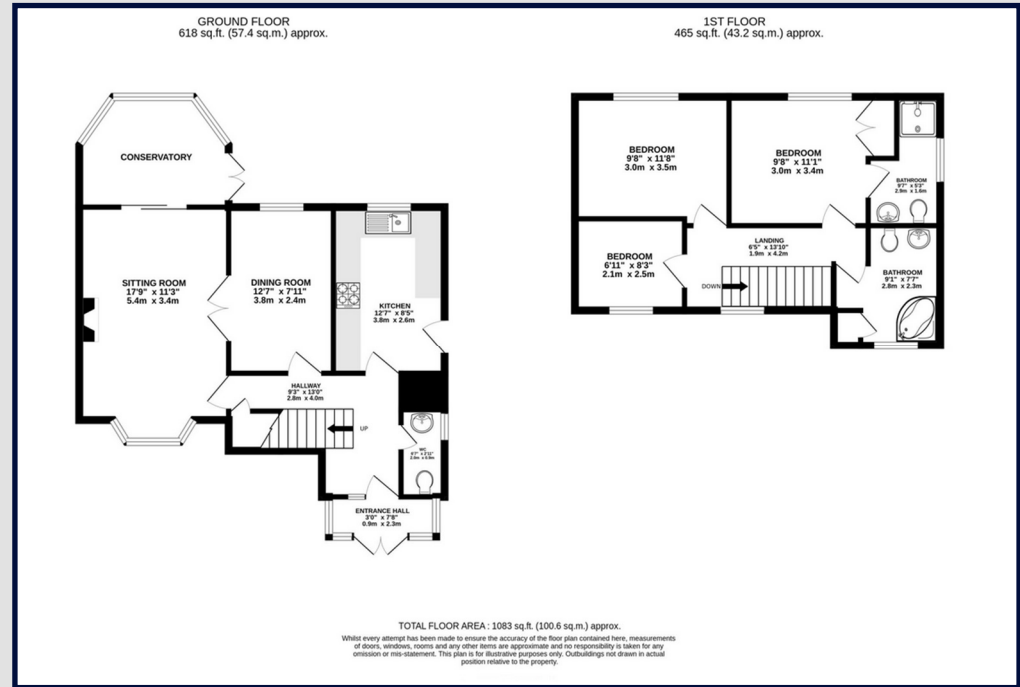 GROUND FLOOR
618 sq.ft. (57.4 sq.m.) approx.
1ST FLOOR
465 sq.ft. (43.2 sq.m.) approx.
CONSERVATORY
SITTING ROOM
17'9" x 11'3"
5.4m x 3.4m
DINING ROOM
12'7" x 7'11"
3.8m x 2.4m
KITCHEN
12'7" x 8'5"
3.8m x 2.6m
HALLWAY
9'3" x 13'0"
2.8m x 4.0m
UP
WC
ENTRANCE HALL
3'0" x 7'8"
0.9m x 2.3m
BEDROOM
9'8" x 11'8"
3.0m x 3.5m
BEDROOM
9'8" x 11'1"
3.0m x 3.4m
BATHROOM
9'7" x 5'3"
2.9m x 1.6m
BEDROOM
6'11" x 8'3"
2.1m x 2.5m
LANDING
6'5" x 13'10"
1.9m x 4.2m
DOWN
BATHROOM
9'1" x 7'7"
2.8m x 2.3m
TOTAL FLOOR AREA : 1083 sq.ft. (100.6 sq.m.) approx.
Whilst every attempt has been made to ensure the accuracy of the floor plan contained here, measurements
of doors, windows, rooms and any other items are approximate and no responsibility is taken for any
omission or mis-statement. This plan is for illustrative purposes only. Outbuildings not drawn in actual
position relative to the property.